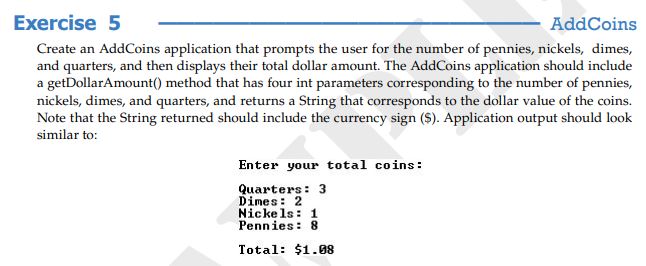 Exercise 5 AddCoins
Create an AddCoins application that prompts the user for the number of pennies, nickels, dimes,
and quarters, and then displays their total dollar amount. The AddCoins application should include
a getDollarAmount() method that has four int parameters corresponding to the number of pennies,
nickels, dimes, and quarters, and returns a String that corresponds to the dollar value of the coins.
Note that the String returned should include the currency sign ($). Application output should look
similar to:
Enter your total coins:
Quarters: 3
Dimes: 2
Nickels: 1
Pennies: 8
Total: $1.08